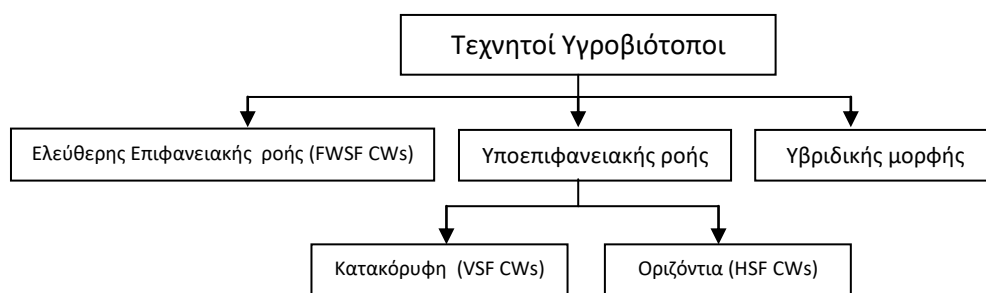 Τεχνητοί Υγροβιότοποι
Ελεύθερης Επιφανειακής ροής (FWSF CWs)
Υποεπιφανειακής ροής
Υβριδικής μορφής
Κατακόρυφη (VSF CWs)
Οριζόντια (HSF CWs)